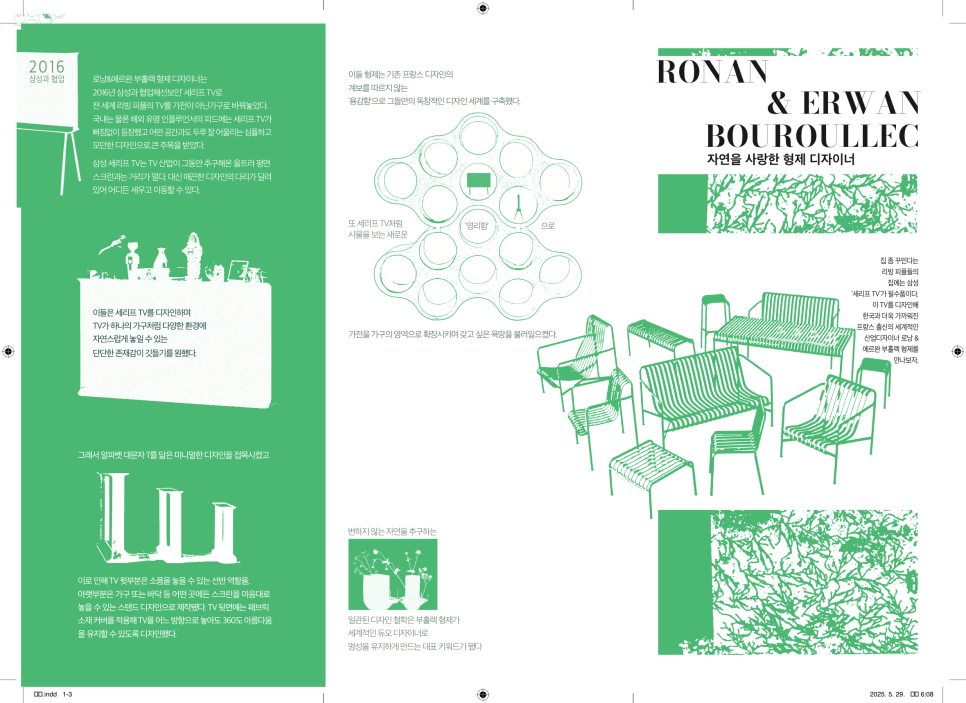 2016
삼성과 협업
로낭&에르완 부훌렉 형제 디자이너는
2016년 삼성과 협업해선보인' 세리프 TV로
전 세계 리빙 피플의 TV를 가전이 아닌가구로 바꿔놓았다.
국내는 물론 해외 유명 인플루언서의 피드에는 세리프 TV가
빠짐없이 등장했고 어떤 공간과도 두루 잘 어울리는 심플하고
모던한 디자인으로큰 주목을 받았다.
삼성 세리프 TV는 TV 산업이 그동안 추구해온 울트라 평면
스크린과는 거리가 멀다. 대신 매끈한 디자인의 다리가 달려
있어 어디든 세우고 이동할 수 있다.
이들은 세리프 TV를 디자인하며
TV가 하나의 가구처럼 다양한 환경에
자연스럽게 놓일 수 있는
단단한 존재감이 깃들기를 원했다.
그래서 알파벳 대문자 'I'를 닮은 미니멀한 디자인을 접목시켰고
이로 인해 TV 윗부분은 소품을 놓을 수 있는 선반 역할을,
아랫부분은 가구 또는 바닥 등 어떤 곳에든 스크린을 마음대로
놓을 수 있는 스탠드 디자인으로 제작됐다. TV 뒷면에는 패브릭
소재 커버를 적용해 TV를 어느 방향으로 놓아도 360도 아름다움
을 유지할 수 있도록 디자인했다.
이들 형제는 기존 프랑스 디자인의
계보를 따르지 않는
'용감함'으로 그들만의 독창적인 디자인 세계를 구축했다.
또 세리프 TV처럼
사물을 보는 새로운
'영리함'
으로
가전을 가구의 영역으로 확장시키며 갖고 싶은 욕망을 불러일으켰다.
변하지 않는 자연을 추구하는
일관된 디자인 철학은 부훌렉 형제가
세계적인 듀오 디자이너로
명성을 유지하게 만드는 대표 키워드가 됐다
RONAN
& ERWAN
BOUROULLEC
자연을 사랑한 형제 디자이너
집 좀 꾸민다는
리빙 피플들의
집에는 삼성
'세리프 TV'가 필수품이다.
이 TV를 디자인해
한국과 더욱 가까워진
프랑스 출신의 세계적인
산업디자이너 로낭 &
에르완 부훌렉 형제를
만나보자.
.indd 1-3
2025. 5. 29. 6:08